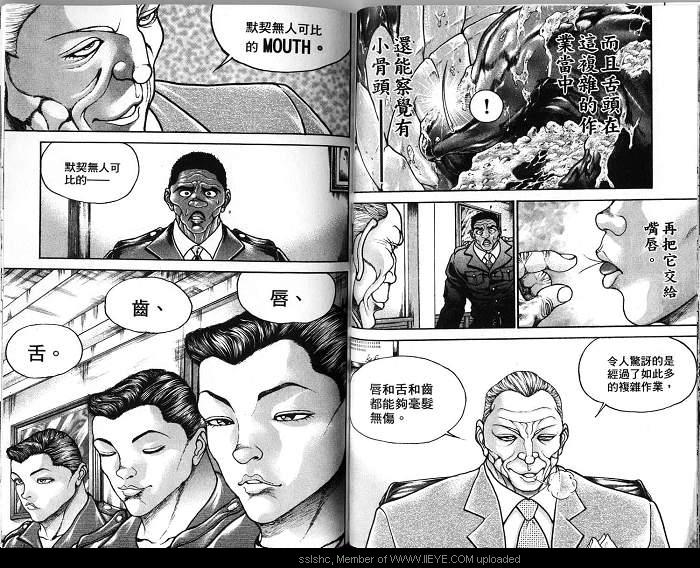 而且舌頭在
這複雜的作
業當中
！
還能察覺有
小骨頭——
再把它交給
嘴唇。
令人驚訝的是
經過了如此多
的複雜作業，
唇和舌和齒
都能夠毫髮
無傷。
默契無人可比
的 MOUTH。
默契無人可
比的——
唇、
齒、
舌。
sslshc, Member of WWW.IIEYE.COM uploaded